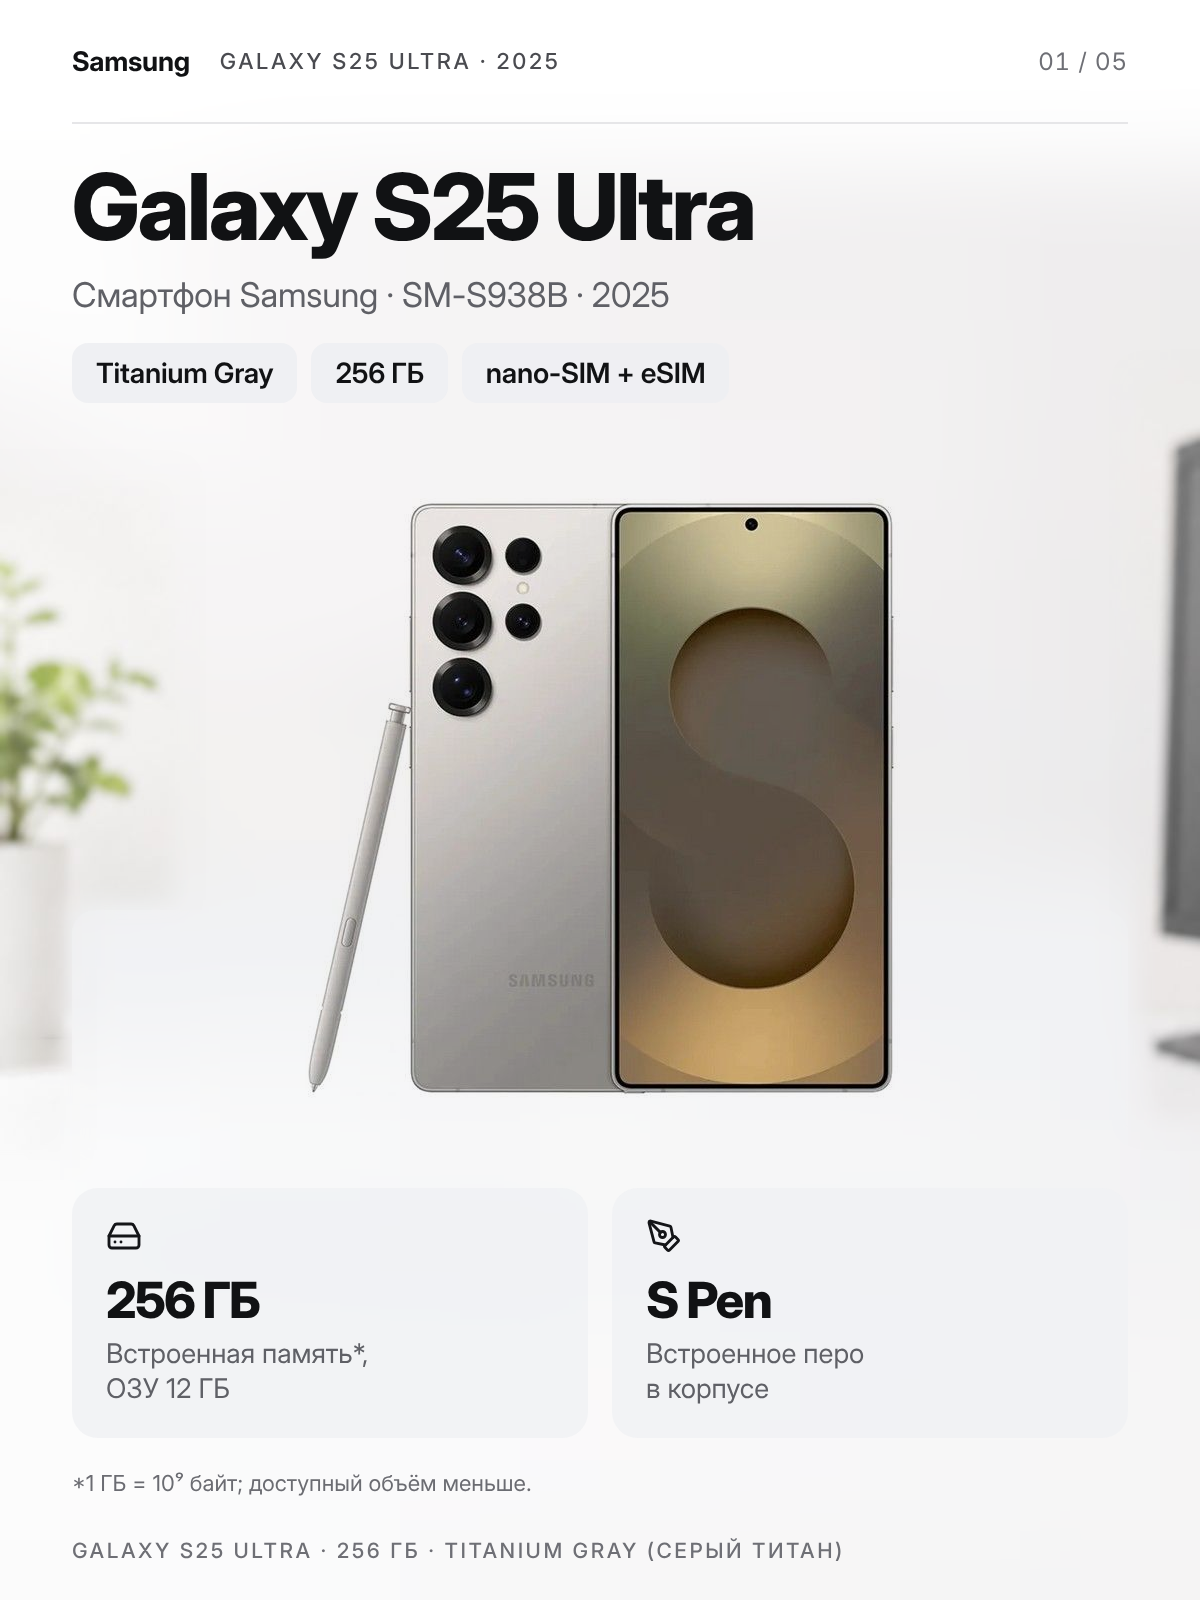 Samsung GALAXY S25 ULTRA · 2025 01 / 05
Galaxy S25 Ultra
Смартфон Samsung · SM-S938B · 2025
Titanium Gray 256 ГБ nano-SIM + eSIM
SAMSUNG
256 ГБ
Встроенная память*,
ОЗУ 12 ГБ
S Pen
Встроенное перо
в корпусе
*1 ГБ = 10⁹ байт; доступный объём меньше.
GALAXY S25 ULTRA · 256 ГБ · TITANIUM GRAY (СЕРЫЙ ТИТАН)